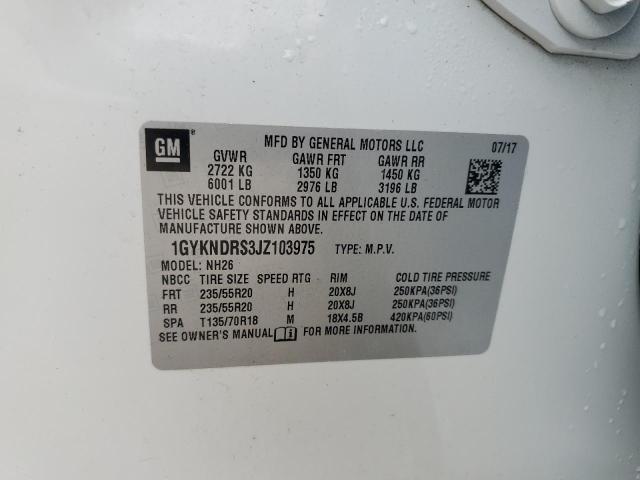 GM ®
MFD BY GENERAL MOTORS LLC 07/17
GVWR GAWR FRT GAWR RR
2722 KG 1350 KG 1450 KG
6001 LB 2976 LB 3196 LB
THIS VEHICLE CONFORMS TO ALL APPLICABLE U.S. FEDERAL MOTOR
VEHICLE SAFETY STANDARDS IN EFFECT ON THE DATE OF
MANUFACTURE SHOWN ABOVE.
1GYKNDRS3JZ103975 TYPE: M.P.V.
MODEL: NH26
NBCC TIRE SIZE SPEED RTG RIM COLD TIRE PRESSURE
FRT 235/55R20 H 20X8J 250KPA(36PSI)
RR 235/55R20 H 20X8J 250KPA(36PSI)
SPA T135/70R18 M 18X4.5B 420KPA(60PSI)
SEE OWNER'S MANUAL FOR MORE INFORMATION.